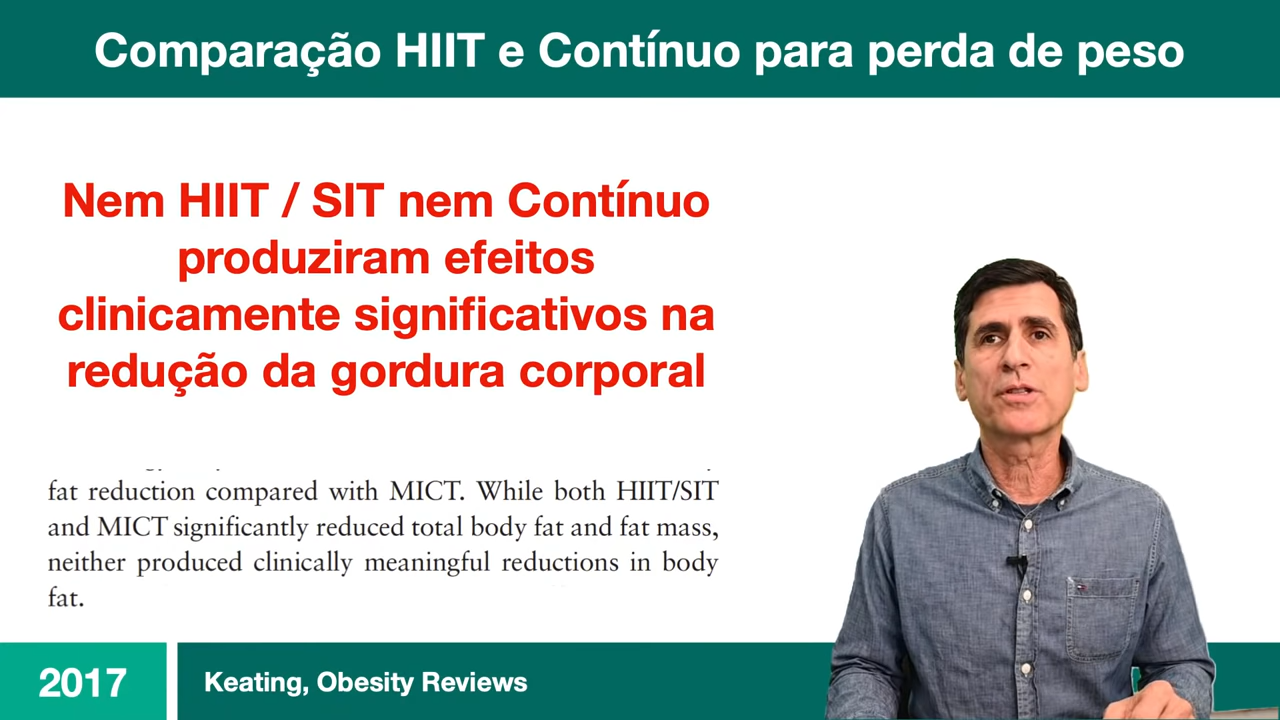 Comparação HIIT e Contínuo para perda de peso
Nem HIIT / SIT nem Contínuo
produziram efeitos
clinicamente significativos na
redução da gordura corporal
fat reduction compared with MICT. While both HIIT/SIT
and MICT significantly reduced total body fat and fat mass,
neither produced clinically meaningful reductions in body
fat.
2017
Keating, Obesity Reviews